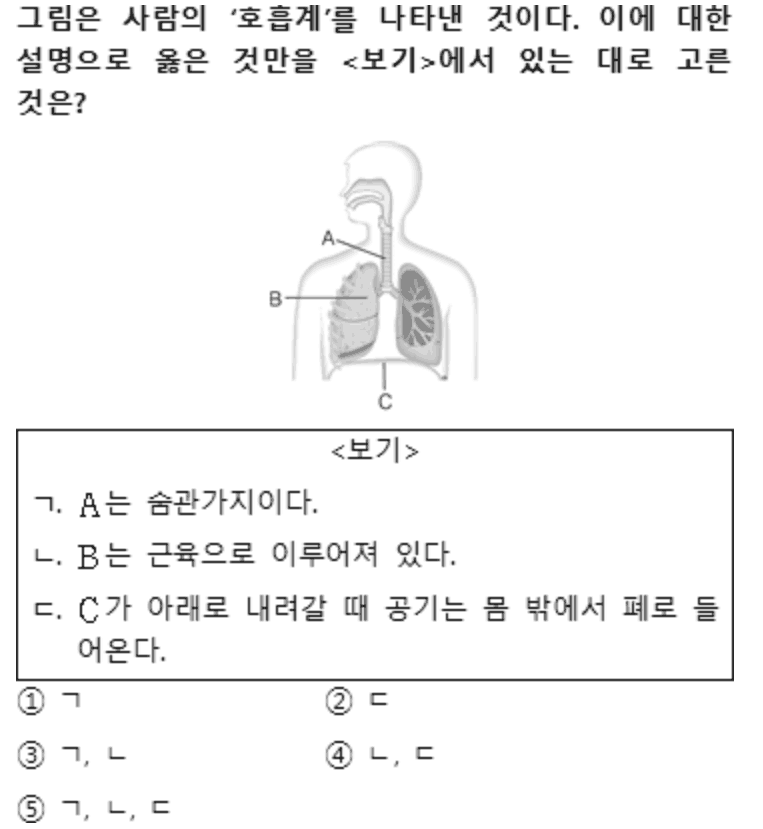 그림은 사람의 ‘호흡계’를 나타낸 것이다. 이에 대한
설명으로 옳은 것만을 <보기>에서 있는 대로 고른
것은?
A
B
C
<보기>
ㄱ. A는 숨관가지이다.
ㄴ. B는 근육으로 이루어져 있다.
ㄷ. C가 아래로 내려갈 때 공기는 몸 밖에서 폐로 들
어온다.
① ㄱ ② ㄷ
③ ㄱ, ㄴ ④ ㄴ, ㄷ
⑤ ㄱ, ㄴ, ㄷ